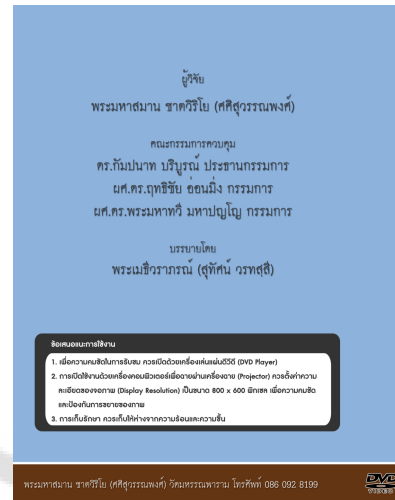 ผู้วิจัย
พระมหาสมาน ชาตวิริโย (ศศิสุวรรณพงศ์)
คณะกรรมการควบคุม
ดร.กัมปนาท บริบูรณ์ ประธานกรรมการ
ผศ.ดร.ฤทธิชัย อ่อนมิ่ง กรรมการ
ผศ.ดร.พระมหาทวี มหาปญฺโญ กรรมการ
บรรยายโดย
พระเมธีวราภรณ์ (สุทัศน์ วรทสฺสี)
ข้อเสนอแนะการใช้งาน
1. เพื่อความคมชัดในการรับชม ควรเปิดด้วยเครื่องเล่นแผ่นดีวีดี (DVD Player)
2. การเปิดใช้งานด้วยเครื่องคอมพิวเตอร์เพื่อฉายผ่านเครื่องฉาย (Projector) ควรตั้งค่าความ
ละเอียดของจอภาพ (Display Resolution) เป็นขนาด 800 x 600 พิกเซล เพื่อความคมชัด
และป้องกันการขยายของภาพ
3. การเก็บรักษา ควรเก็บให้ห่างจากความร้อนและความชื้น
พระมหาสมาน ชาตวิริโย (ศศิสุวรรณพงศ์) วัดมหรรณพาราม โทรศัพท์ 086 092 8199
DVD
VIDEO